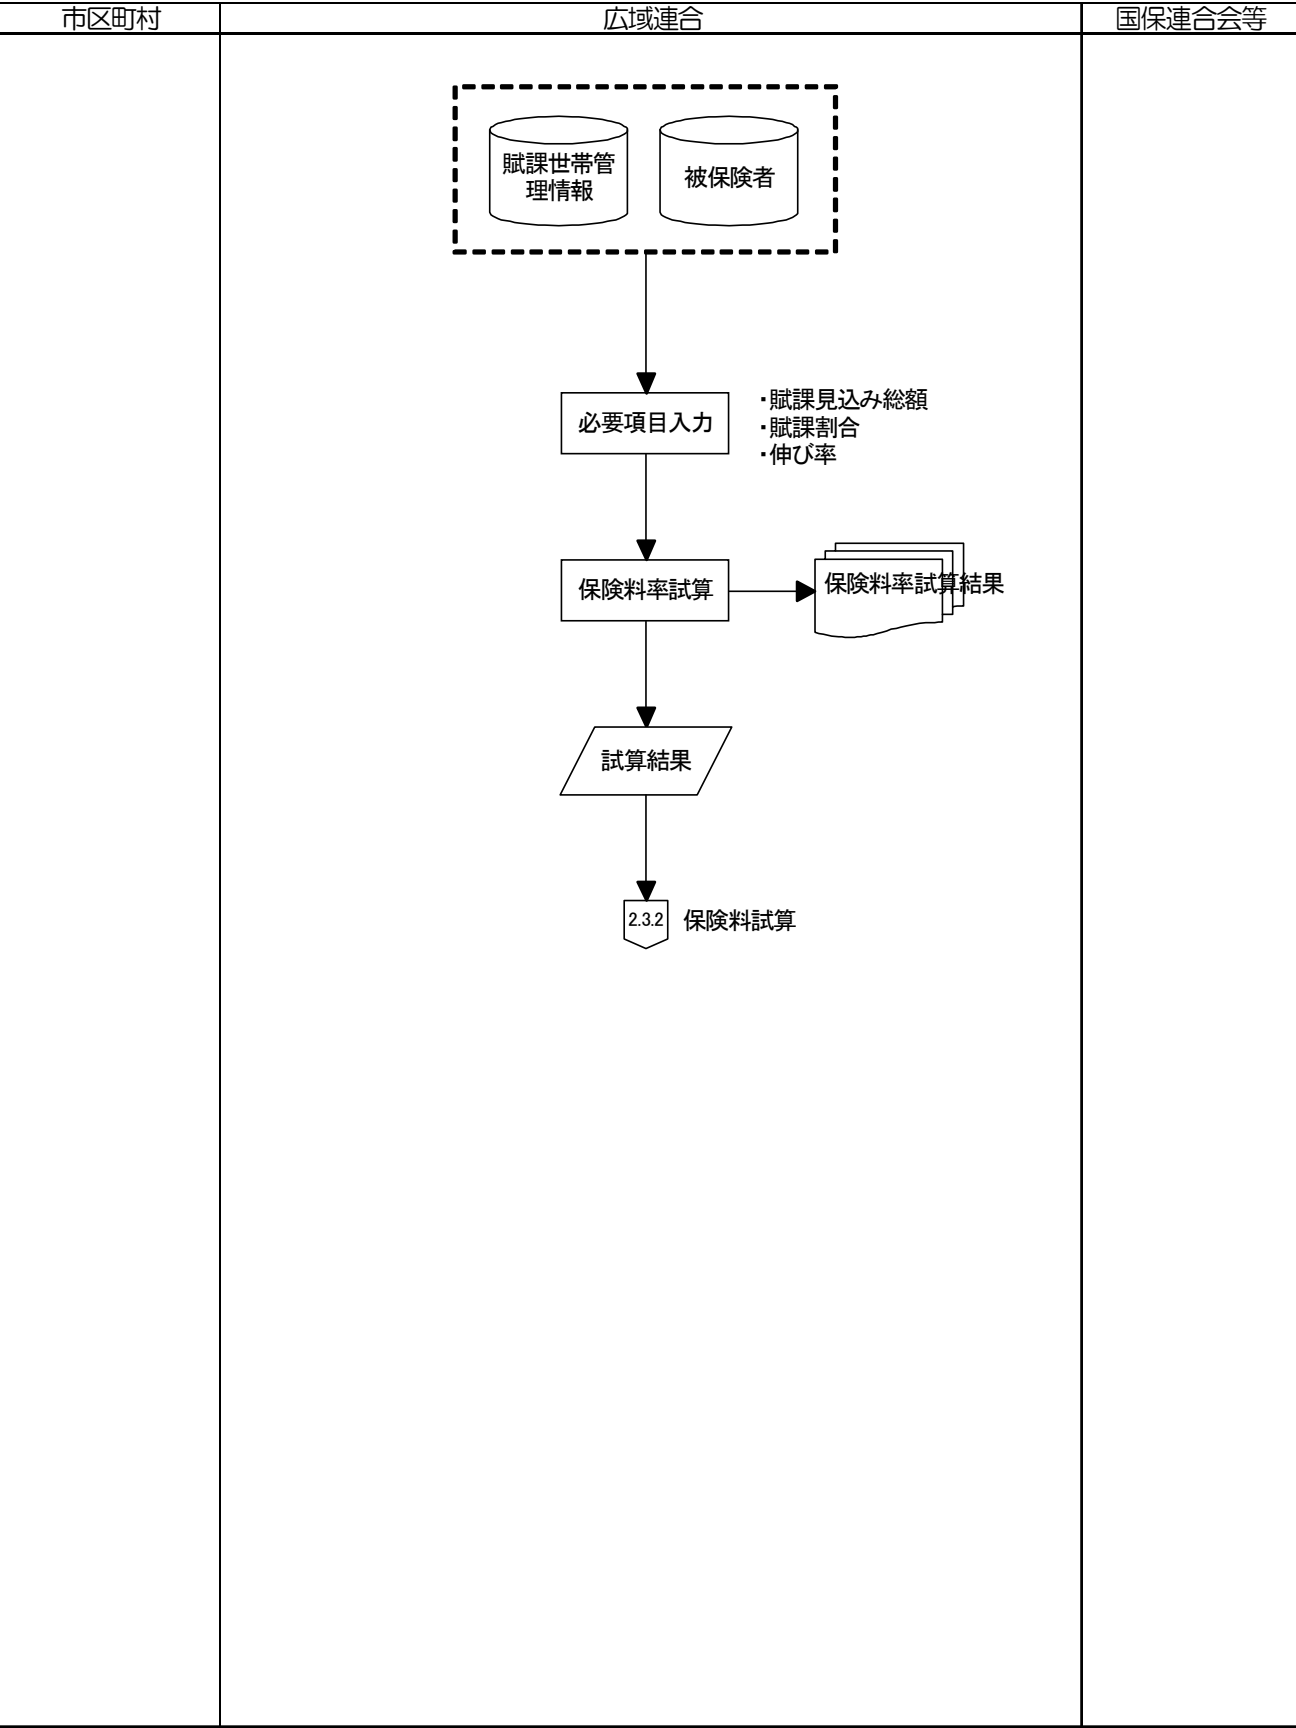 市区町村
広域連合
国保連合会等
賦課世帯管
理情報
被保険者
必要項目入力
・賦課見込み総額
・賦課割合
・伸び率
保険料率試算
保険料率試算結果
試算結果
2.3.2
保険料試算